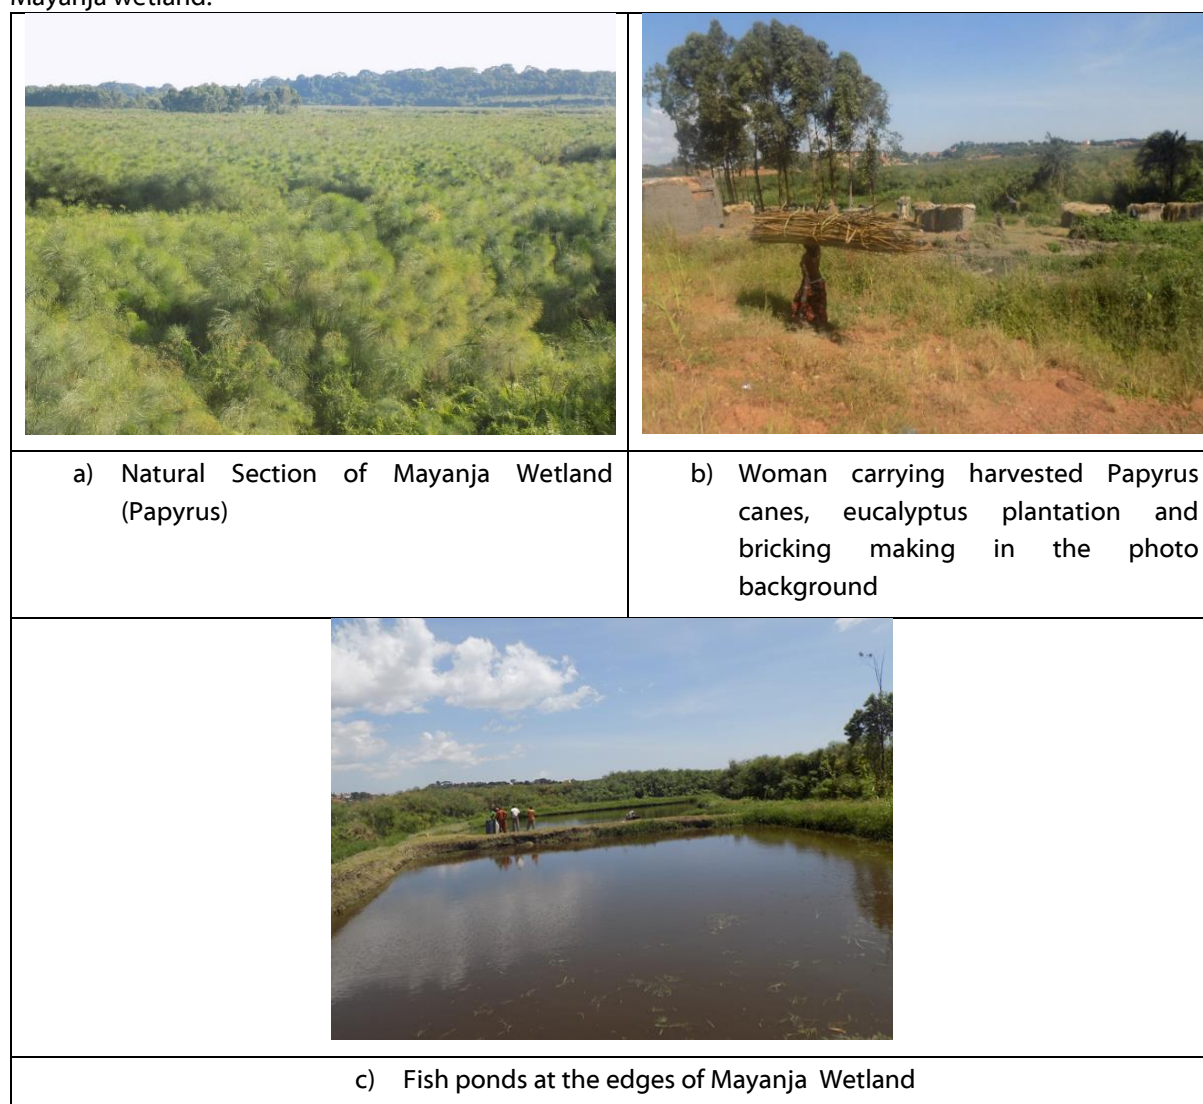 Mayanja wetland.
a) Natural Section of Mayanja Wetland
(Papyrus)
b) Woman carrying harvested Papyrus
canes, eucalyptus plantation and
bricking making in the photo
background
c) Fish ponds at the edges of Mayanja Wetland